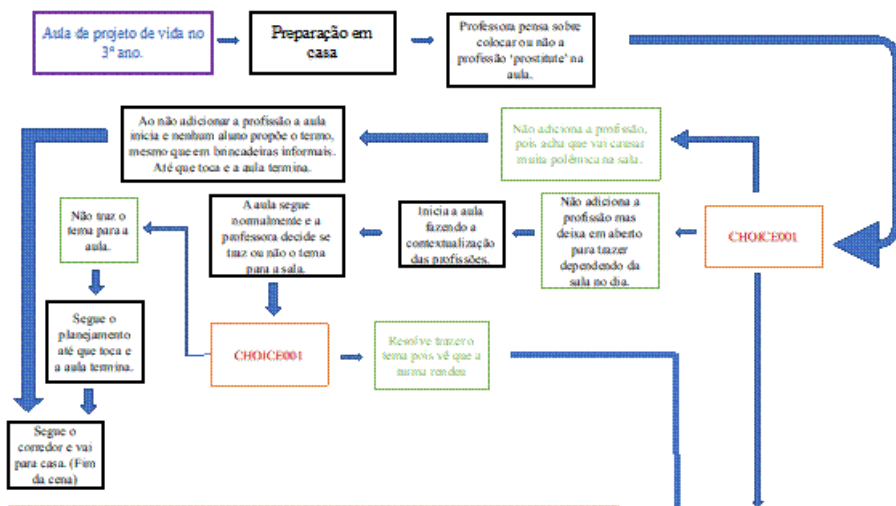 Aula de projeto de vida no
3º ano.
Preparação em
casa
Professora pensa sobre
colocar ou não a
profissão ‘prostitute’ na
aula.
Ao não adicionar a profissão a aula
inicia e nenhum aluno propõe o termo,
mesmo que em brincadeiras informais.
Até que toca e a aula termina.
Não adiciona a profissão,
pois acha que vai causar
muita polêmica na sala.
Não traz o
tema para a
aula.
A aula segue
normalmente e a
professora decide se
traz ou não o tema
para a sala.
Inicia a aula
fazendo a
contextualização
das profissões.
Não adiciona a
profissão mas
deixa em aberto
para trazer
dependendo da
sala no dia.
CHOICE001
Segue o
planejamento
até que toca e
a aula termina.
CHOICE001
Resolve trazer o
tema pois vê que a
turma rendeu
Segue o
corredor e vai
para casa. (Fim
da cena)